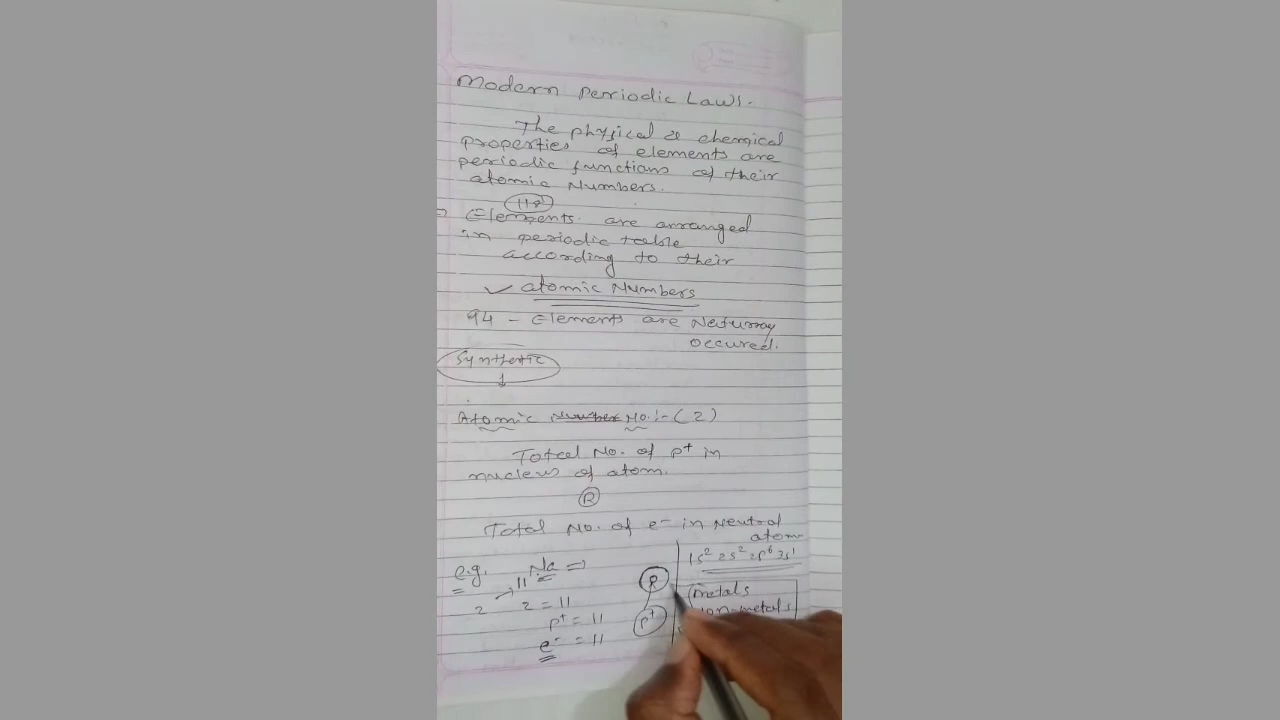 Modern Periodic Laws.
The physical & chemical
properties of elements are
periodic functions of their
atomic Numbers.
118
Elements are arranged
in periodic table
according to their
atomic Numbers
94 - Elements are
occured.
Synthetic
Atomic Number No. :- (Z)
Total No. of p+ in
nucleus of atom.
Total No. of e- in Neutral
atom
e.g. Na ⇒
11
Z
Z = 11
p+ = 11
e- = 11
p+
1s² 2s² 2p⁶ 3s¹
metals
non-metals